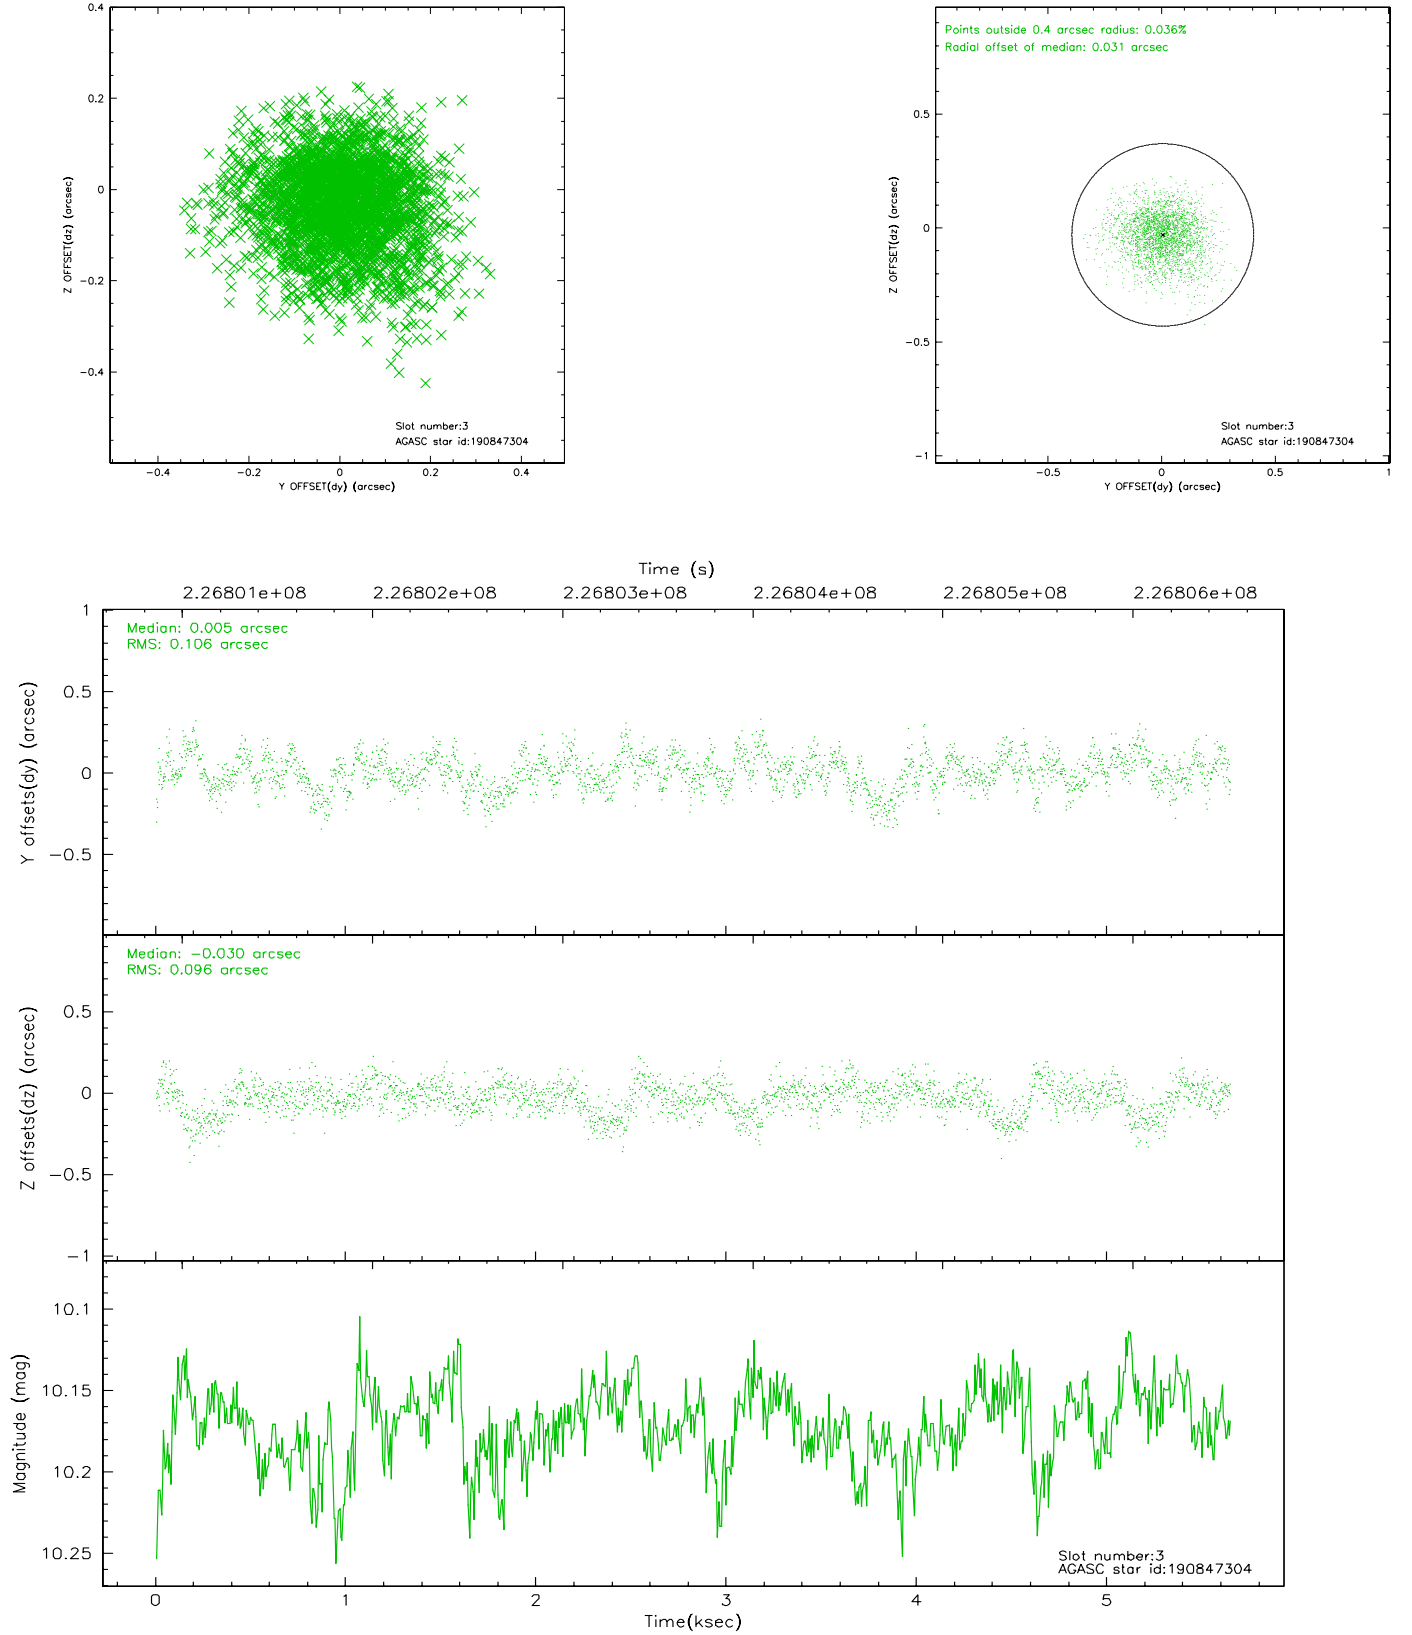 0.4
0.2
0
−0.2
−0.4
Z OFFSET(dz) (arcsec)
Slot number:3
AGASC star id:190847304
−0.4 −0.2 0 0.2 0.4
Y OFFSET(dy) (arcsec)
Points outside 0.4 arcsec radius: 0.036%
Radial offset of median: 0.031 arcsec
0.5
0
−0.5
−1
Z OFFSET(dz) (arcsec)
Slot number:3
AGASC star id:190847304
−0.5 0 0.5 1
Y OFFSET(dy) (arcsec)
Time (s)
2.26801e+08 2.26802e+08 2.26803e+08 2.26804e+08 2.26805e+08 2.26806e+08
Median: 0.005 arcsec
RMS: 0.106 arcsec
1
0.5
0
−0.5
Y offsets(dy) (arcsec)
Median: −0.030 arcsec
RMS: 0.096 arcsec
0.5
0
−0.5
−1
Z offsets(dz) (arcsec)
10.1
10.15
10.2
10.25
Magnitude (mag)
Slot number:3
AGASC star id:190847304
0 1 2 3 4 5
Time(ksec)